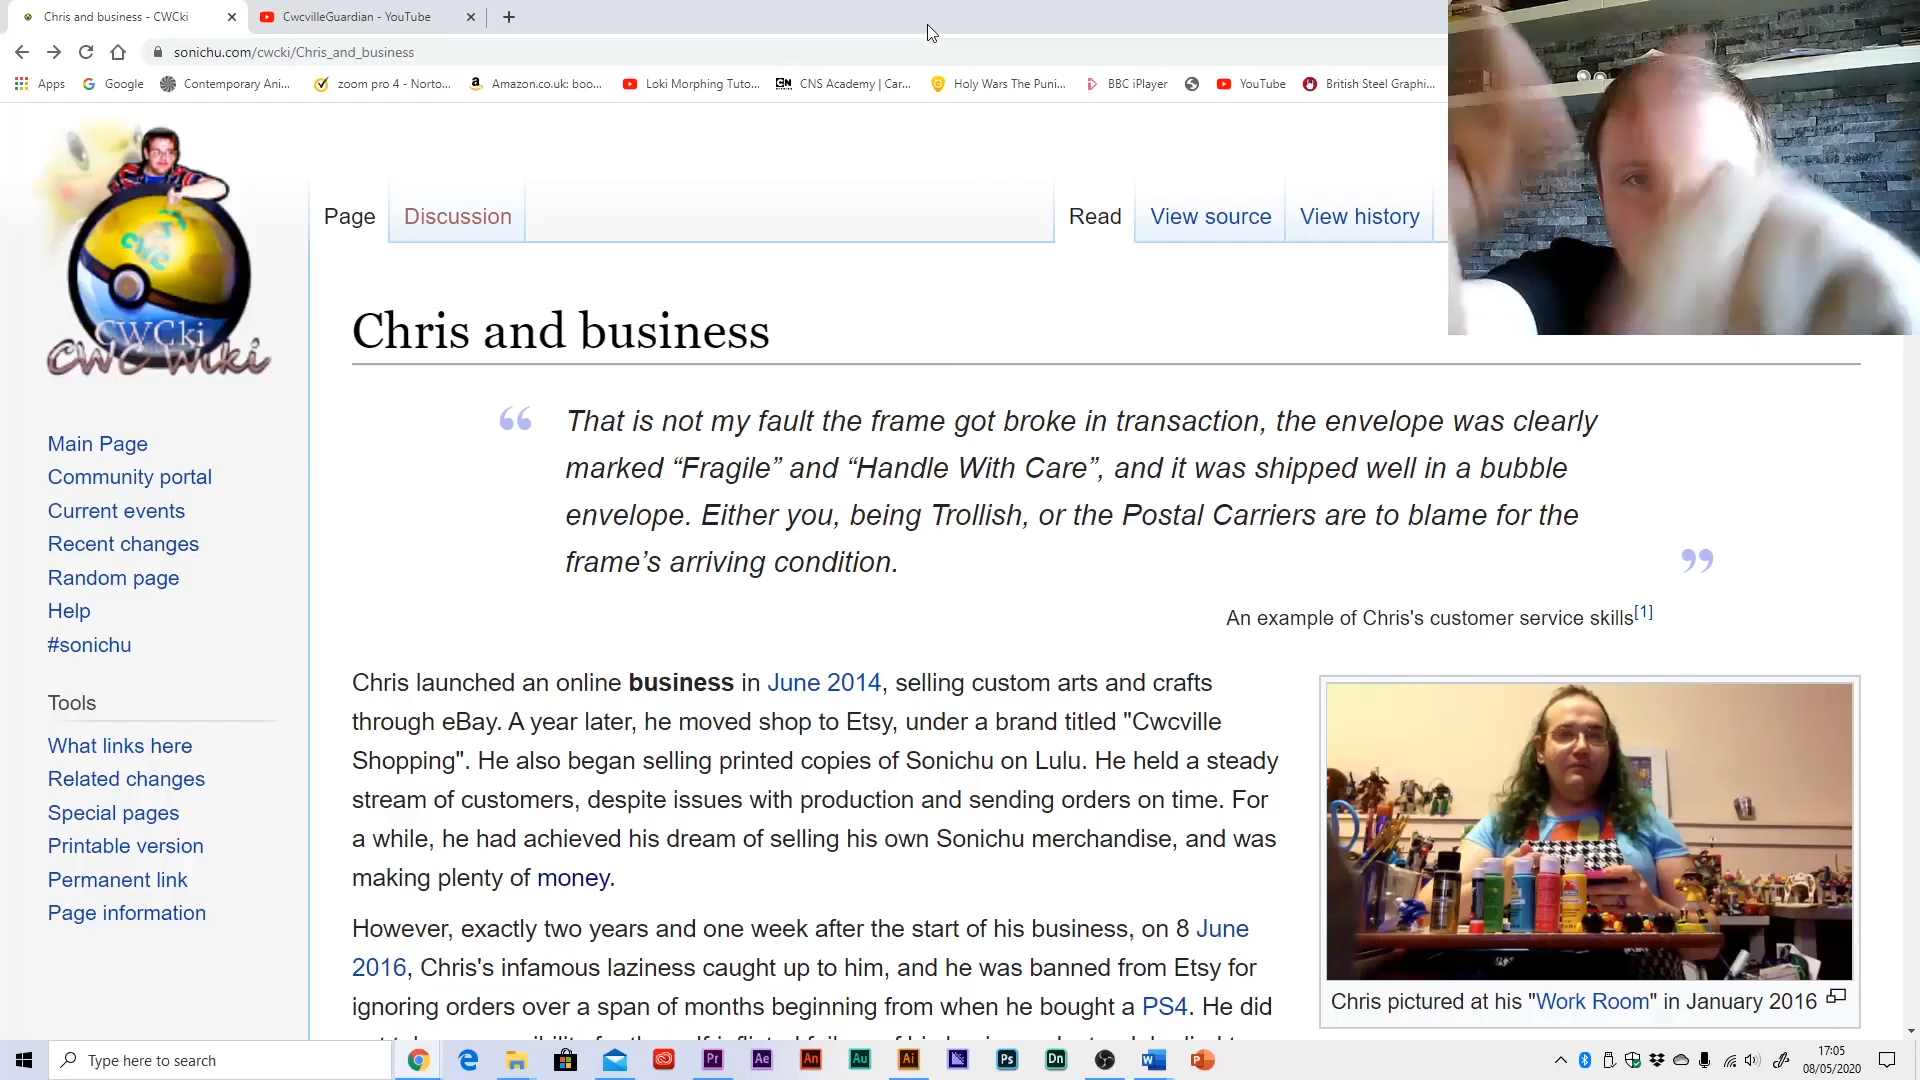 Chris and business - CWCki
CwcvilleGuardian - YouTube
sonichu.com/cwcki/Chris_and_business
Apps
Google
Contemporary Ani...
zoom pro 4 - Norto...
Amazon.co.uk: boo...
Loki Morphing Tuto...
CNS Academy | Car...
Holy Wars The Puni...
BBC iPlayer
YouTube
British Steel Graphi...
CWCki
CWC Wiki
Page
Discussion
Read
View source
View history
Chris and business
“ That is not my fault the frame got broke in transaction, the envelope was clearly
marked “Fragile” and “Handle With Care”, and it was shipped well in a bubble
envelope. Either you, being Trollish, or the Postal Carriers are to blame for the
frame’s arriving condition. ”
An example of Chris's customer service skills[1]
Main Page
Community portal
Current events
Recent changes
Random page
Help
#sonichu
Tools
What links here
Related changes
Special pages
Printable version
Permanent link
Page information
Chris launched an online business in June 2014, selling custom arts and crafts
through eBay. A year later, he moved shop to Etsy, under a brand titled "Cwcville
Shopping". He also began selling printed copies of Sonichu on Lulu. He held a steady
stream of customers, despite issues with production and sending orders on time. For
a while, he had achieved his dream of selling his own Sonichu merchandise, and was
making plenty of money.
However, exactly two years and one week after the start of his business, on 8 June
2016, Chris's infamous laziness caught up to him, and he was banned from Etsy for
ignoring orders over a span of months beginning from when he bought a PS4. He did
Chris pictured at his "Work Room" in January 2016
Type here to search
Pr
Ae
An
Au
Ai
Ps
Dn
17:05
08/05/2020